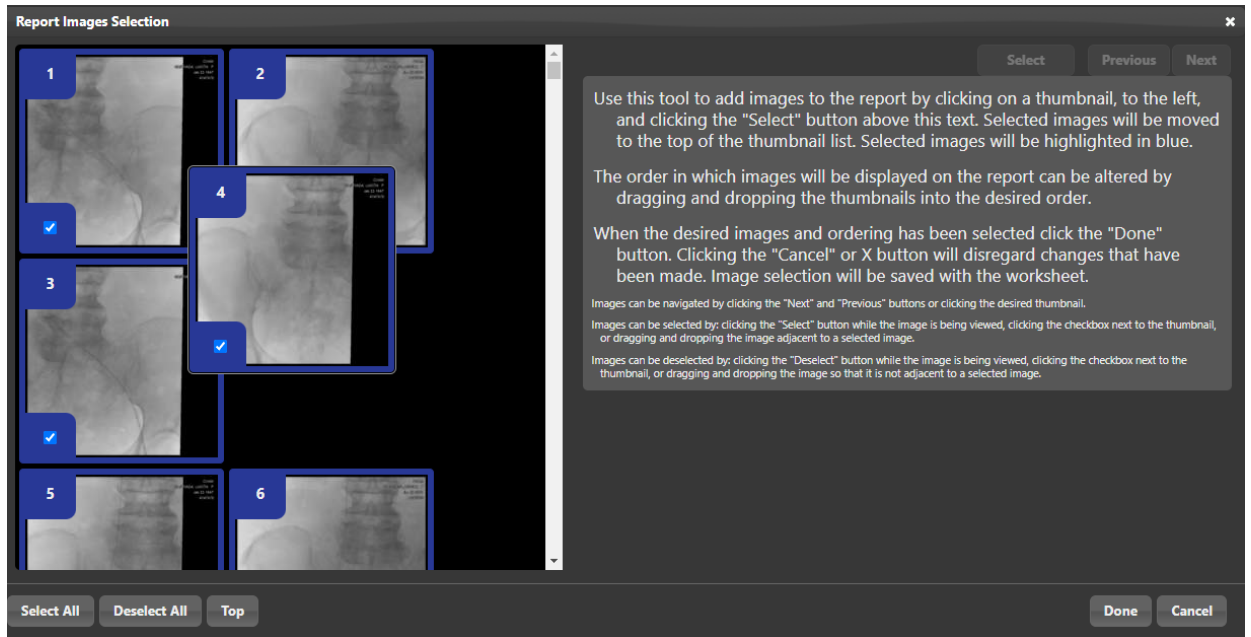 Report Images Selection
×
1
2
4
3
5
6
Select
Previous
Next
Use this tool to add images to the report by clicking on a thumbnail, to the left,
and clicking the "Select" button above this text. Selected images will be moved
to the top of the thumbnail list. Selected images will be highlighted in blue.
The order in which images will be displayed on the report can be altered by
dragging and dropping the thumbnails into the desired order.
When the desired images and ordering has been selected click the "Done"
button. Clicking the "Cancel" or X button will disregard changes that have
been made. Image selection will be saved with the worksheet.
Images can be navigated by clicking the "Next" and "Previous" buttons or clicking the desired thumbnail.
Images can be selected by: clicking the "Select" button while the image is being viewed, clicking the checkbox next to the thumbnail,
or dragging and dropping the image adjacent to a selected image.
Images can be deselected by: clicking the "Deselect" button while the image is being viewed, clicking the checkbox next to the
thumbnail, or dragging and dropping the image so that it is not adjacent to a selected image.
Select All
Deselect All
Top
Done
Cancel